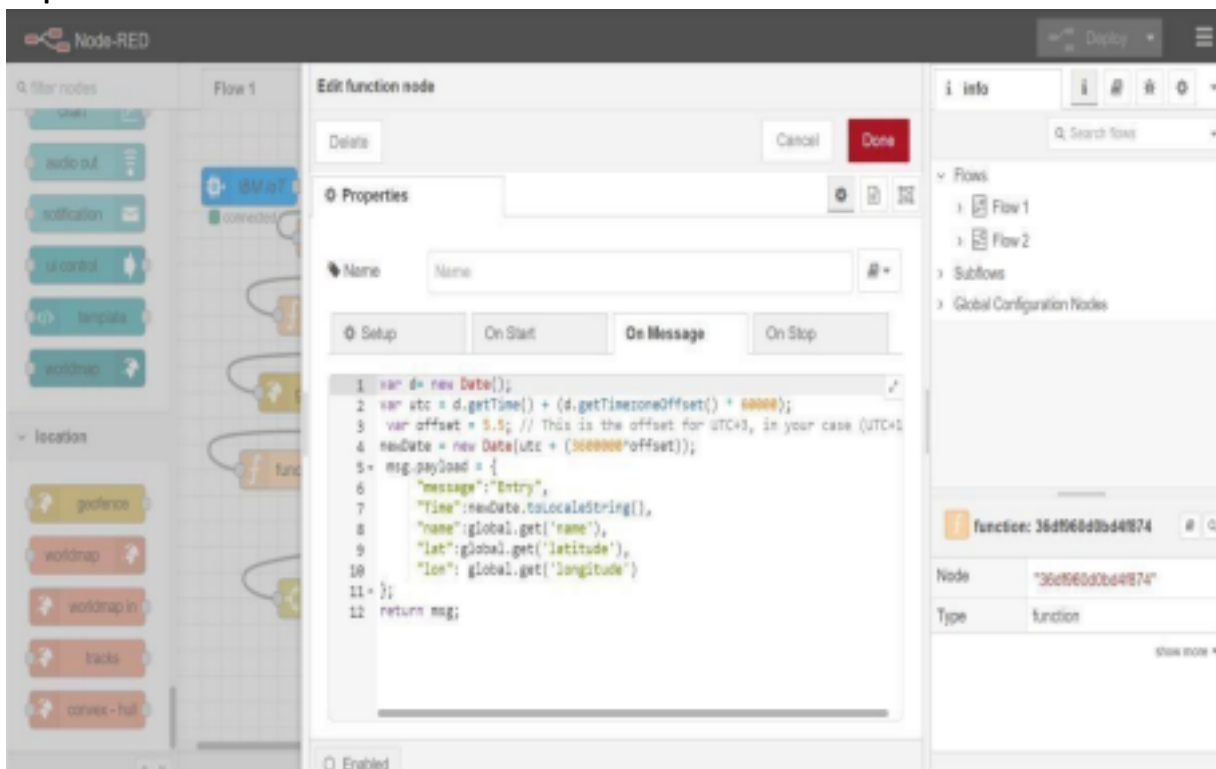 Node-RED
Deploy
filter nodes
Flow 1
Edit function node
i info
Delete
Cancel
Done
Search flows
chart
audio out
notification
ui control
template
worldmap
IBM IoT
connected
Properties
Flows
Flow 1
Flow 2
Subflows
Global Configuration Nodes
Name
Name
Setup
On Start
On Message
On Stop
1 var d= new Date();
2 var utc = d.getTime() + (d.getTimezoneOffset() * 60000);
3 var offset = 5.5; // This is the offset for UTC+3, in your case (UTC+1
4 newDate = new Date(utc + (3600000*offset));
5 msg.payload = {
6 "message":"Entry",
7 "Time":newDate.toLocaleString(),
8 "name":global.get('name'),
9 "lat":global.get('latitude'),
10 "lon": global.get('longitude')
11 };
12 return msg;
location
geofence
worldmap
worldmap in
tracks
convex - hull
func
function: 36df960d0bd4f874
Node
"36df960d0bd4f874"
Type
function
show more
Enabled